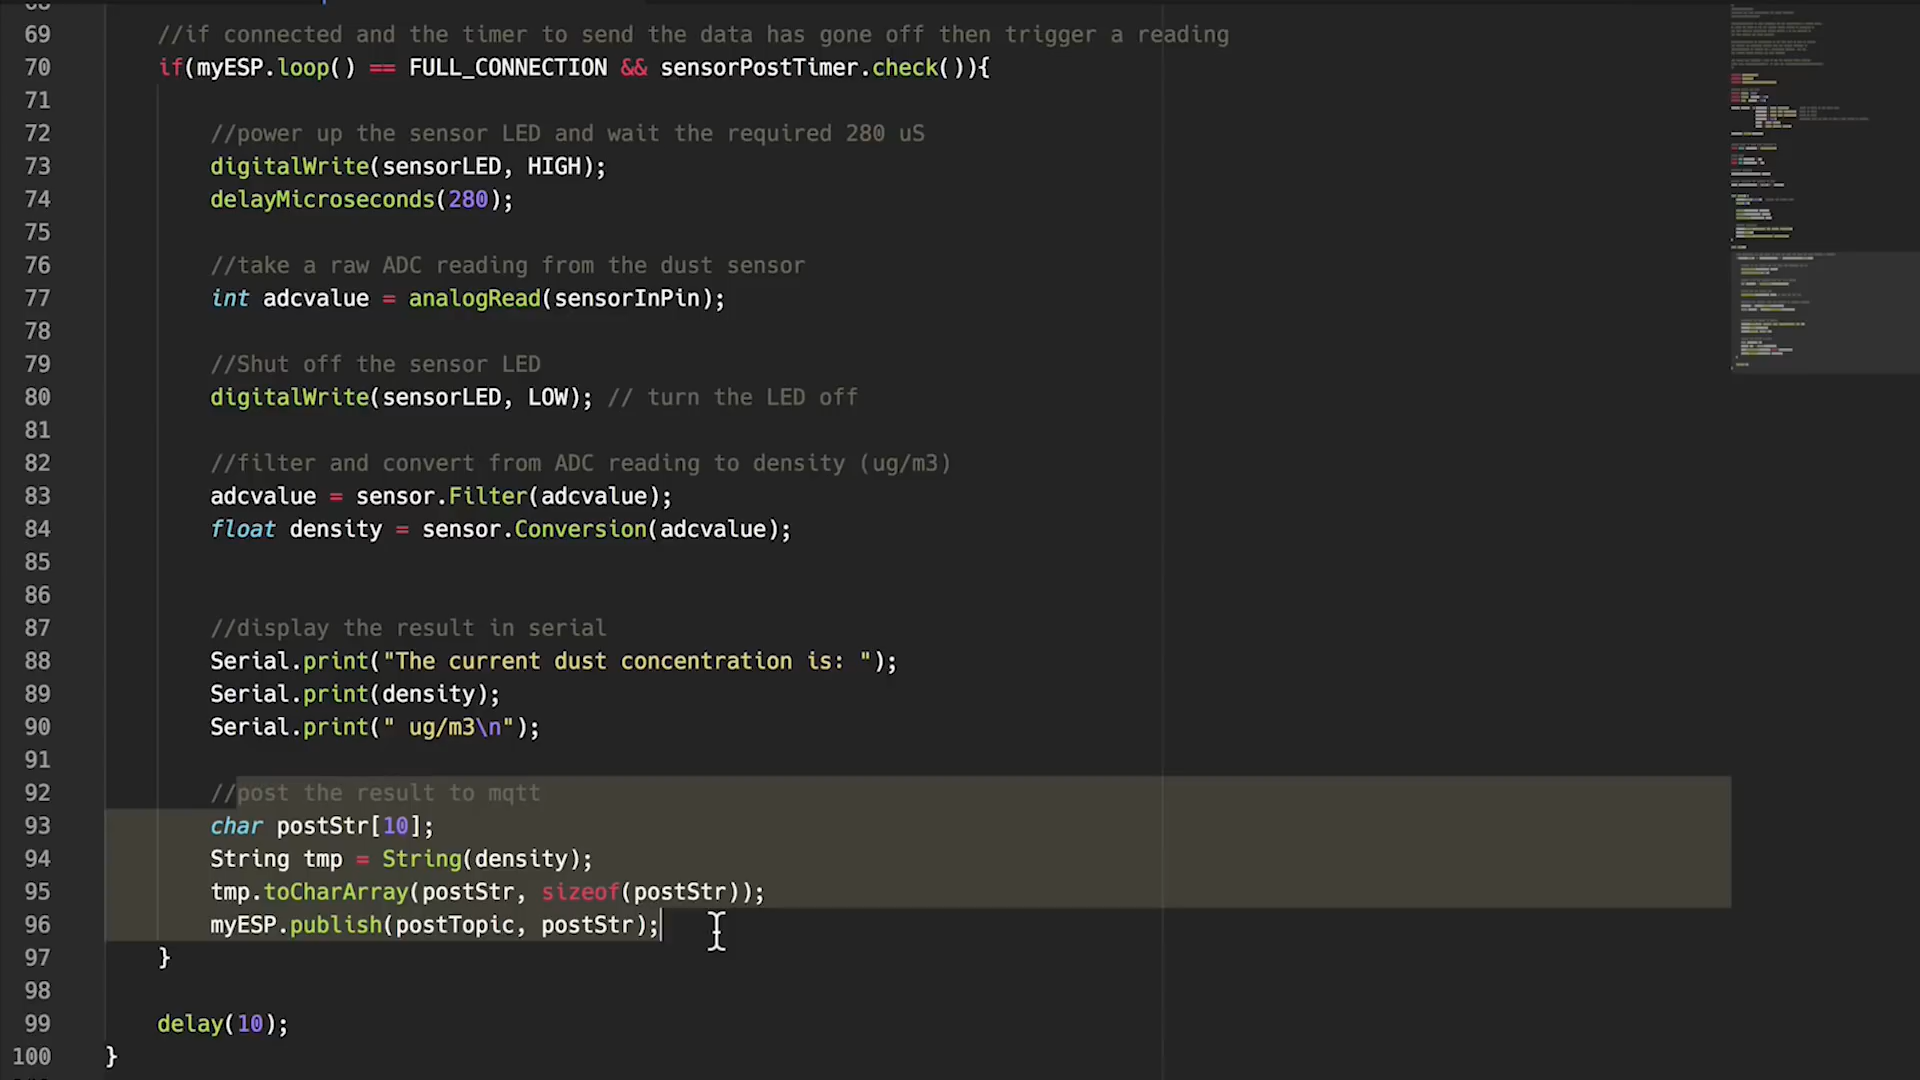 68
69 //if connected and the timer to send the data has gone off then trigger a reading
70 if(myESP.loop() == FULL_CONNECTION && sensorPostTimer.check()){
71
72 //power up the sensor LED and wait the required 280 uS
73 digitalWrite(sensorLED, HIGH);
74 delayMicroseconds(280);
75
76 //take a raw ADC reading from the dust sensor
77 int adcvalue = analogRead(sensorInPin);
78
79 //Shut off the sensor LED
80 digitalWrite(sensorLED, LOW); // turn the LED off
81
82 //filter and convert from ADC reading to density (ug/m3)
83 adcvalue = sensor.Filter(adcvalue);
84 float density = sensor.Conversion(adcvalue);
85
86
87 //display the result in serial
88 Serial.print("The current dust concentration is: ");
89 Serial.print(density);
90 Serial.print(" ug/m3\n");
91
92 //post the result to mqtt
93 char postStr[10];
94 String tmp = String(density);
95 tmp.toCharArray(postStr, sizeof(postStr));
96 myESP.publish(postTopic, postStr);
97 }
98
99 delay(10);
100 }